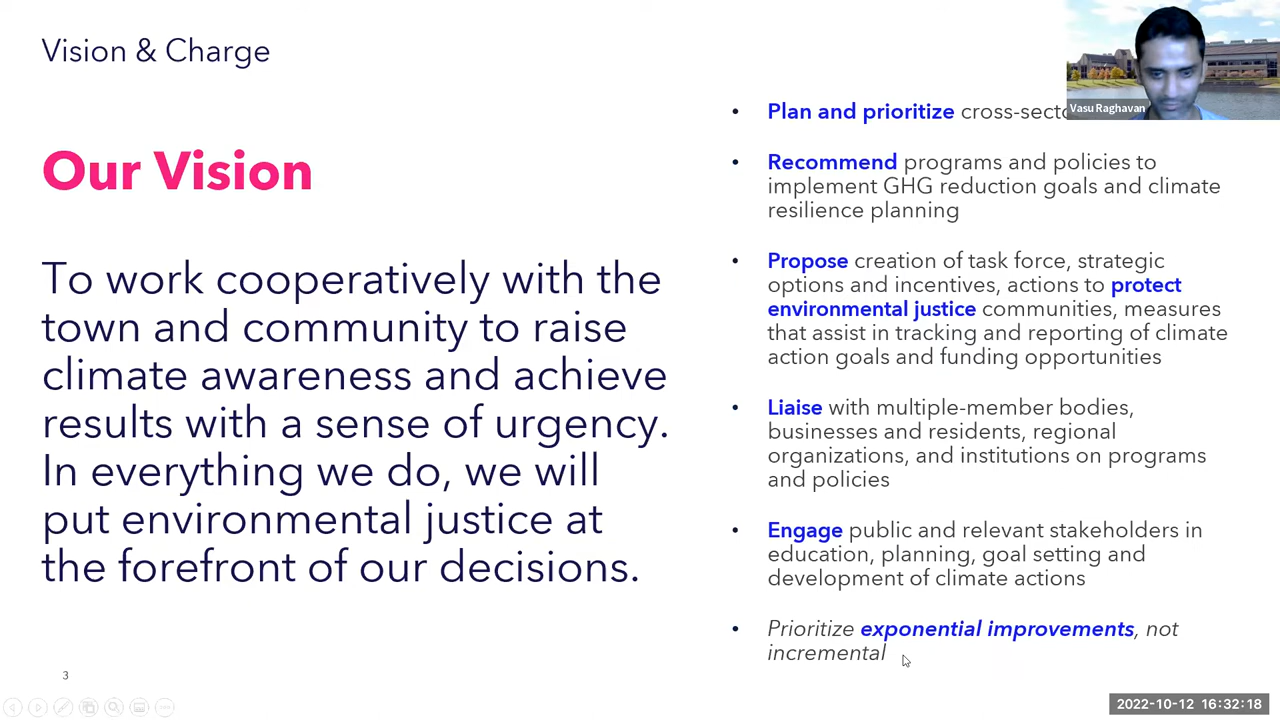 Vision & Charge
Our Vision
To work cooperatively with the
town and community to raise
climate awareness and achieve
results with a sense of urgency.
In everything we do, we will
put environmental justice at
the forefront of our decisions.
3
• Plan and prioritize
• Recommend programs and policies to
implement GHG reduction goals and climate
resilience planning
• Propose creation of task force, strategic
options and incentives, actions to protect
environmental justice communities, measures
that assist in tracking and reporting of climate
action goals and funding opportunities
• Liaise with multiple-member bodies,
businesses and residents, regional
organizations, and institutions on programs
and policies
• Engage public and relevant stakeholders in
education, planning, goal setting and
development of climate actions
• Prioritize exponential improvements, not
incremental
Vasu Raghavan
2022-10-12 16:32:18